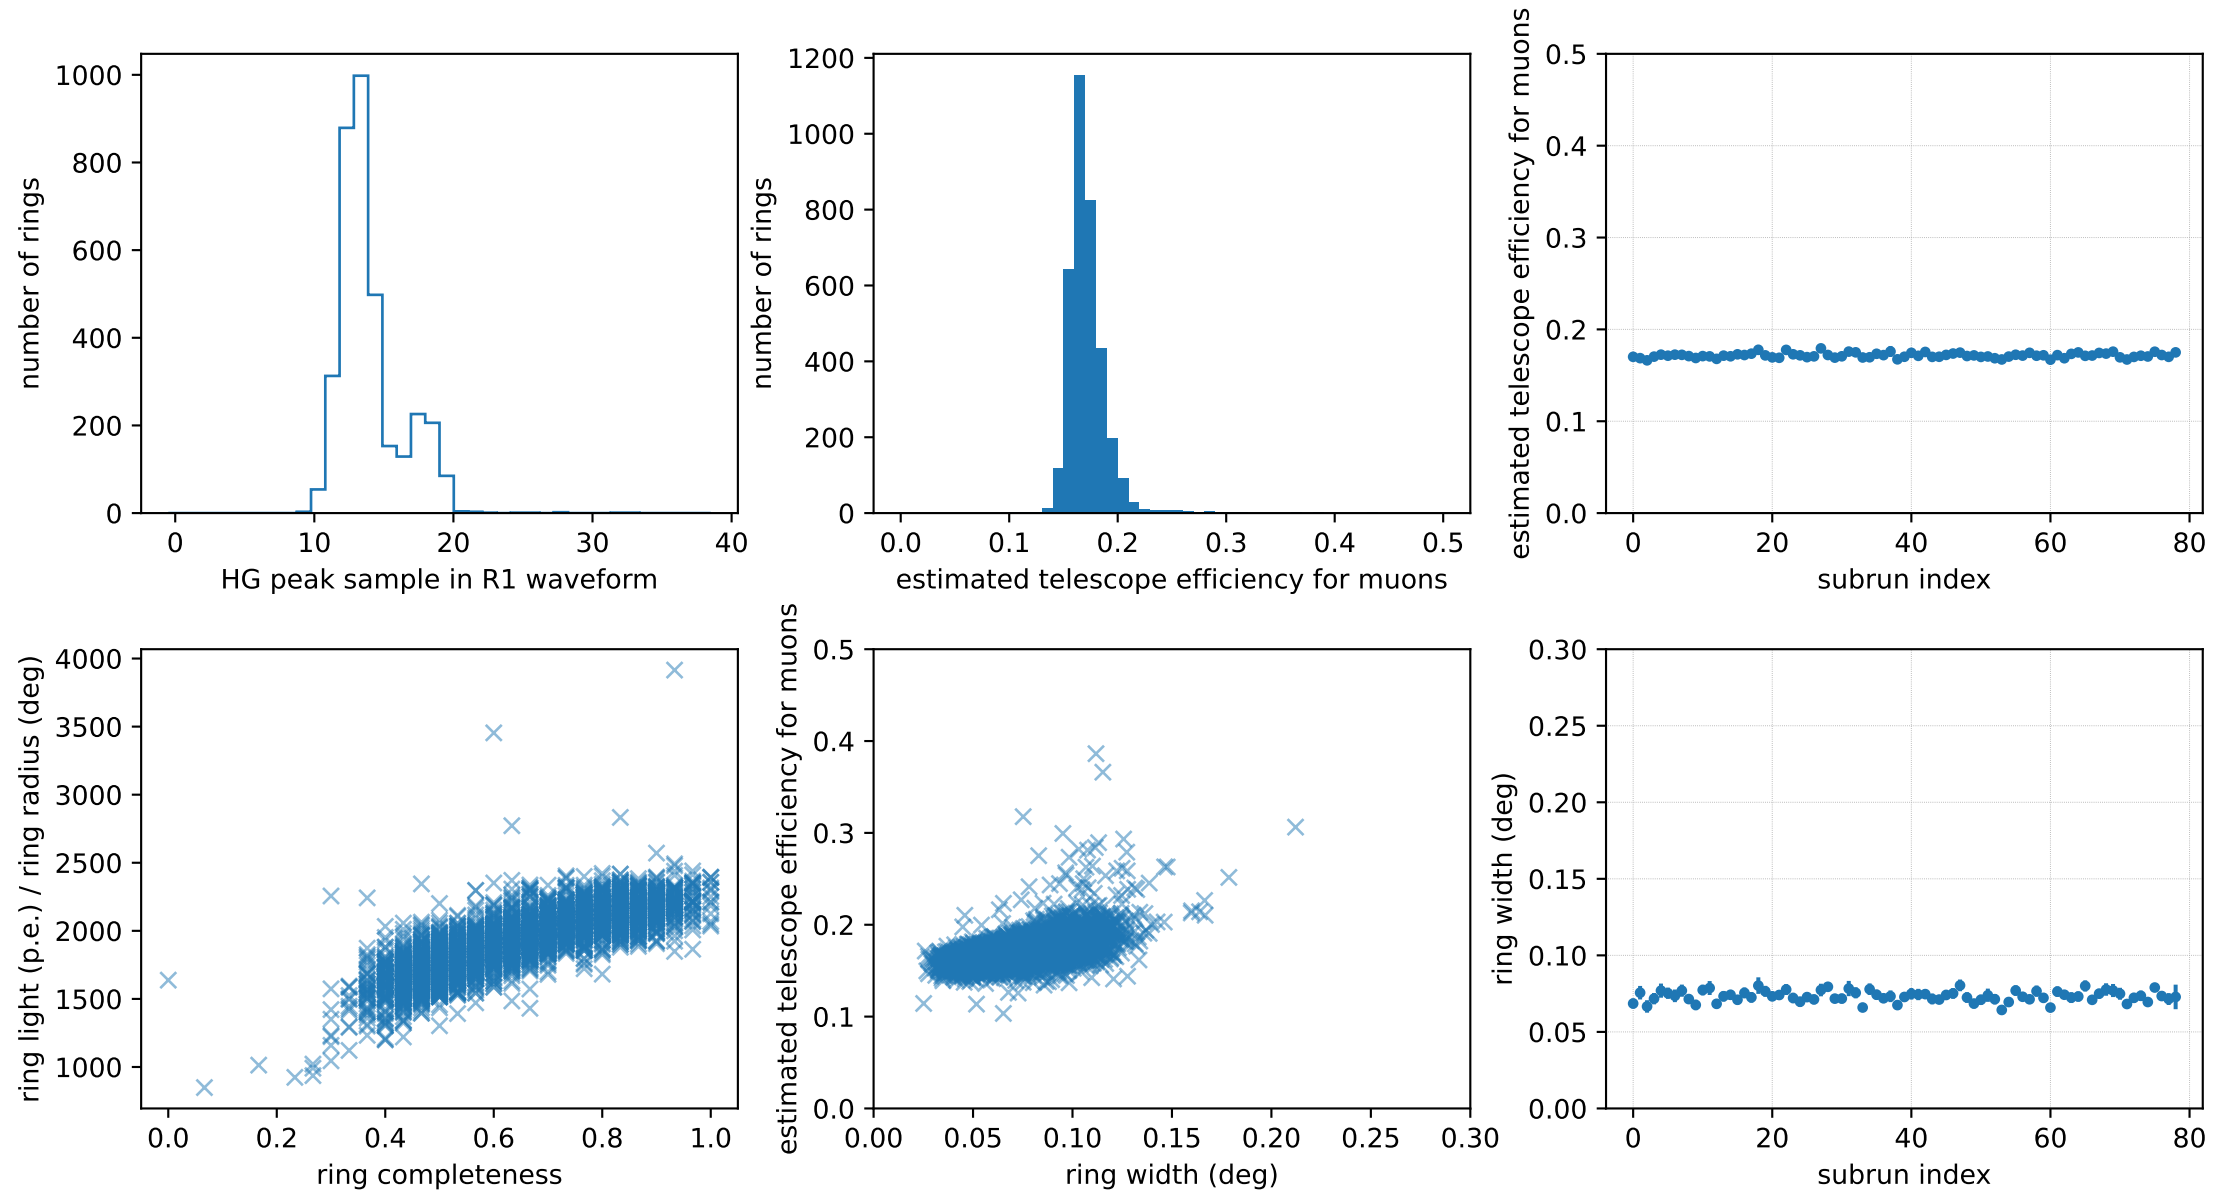 number of rings
1000
800
600
400
200
0
0 10 20 30 40
HG peak sample in R1 waveform
number of rings
1200
1000
800
600
400
200
0
0.0 0.1 0.2 0.3 0.4 0.5
estimated telescope efficiency for muons
estimated telescope efficiency for muons
0.5
0.4
0.3
0.2
0.1
0.0
0 20 40 60 80
subrun index
ring light (p.e.) / ring radius (deg)
4000
3500
3000
2500
2000
1500
1000
0.0 0.2 0.4 0.6 0.8 1.0
ring completeness
estimated telescope efficiency for muons
0.5
0.4
0.3
0.2
0.1
0.0
0.00 0.05 0.10 0.15 0.20 0.25 0.30
ring width (deg)
ring width (deg)
0.30
0.25
0.20
0.15
0.10
0.05
0.00
0 20 40 60 80
subrun index